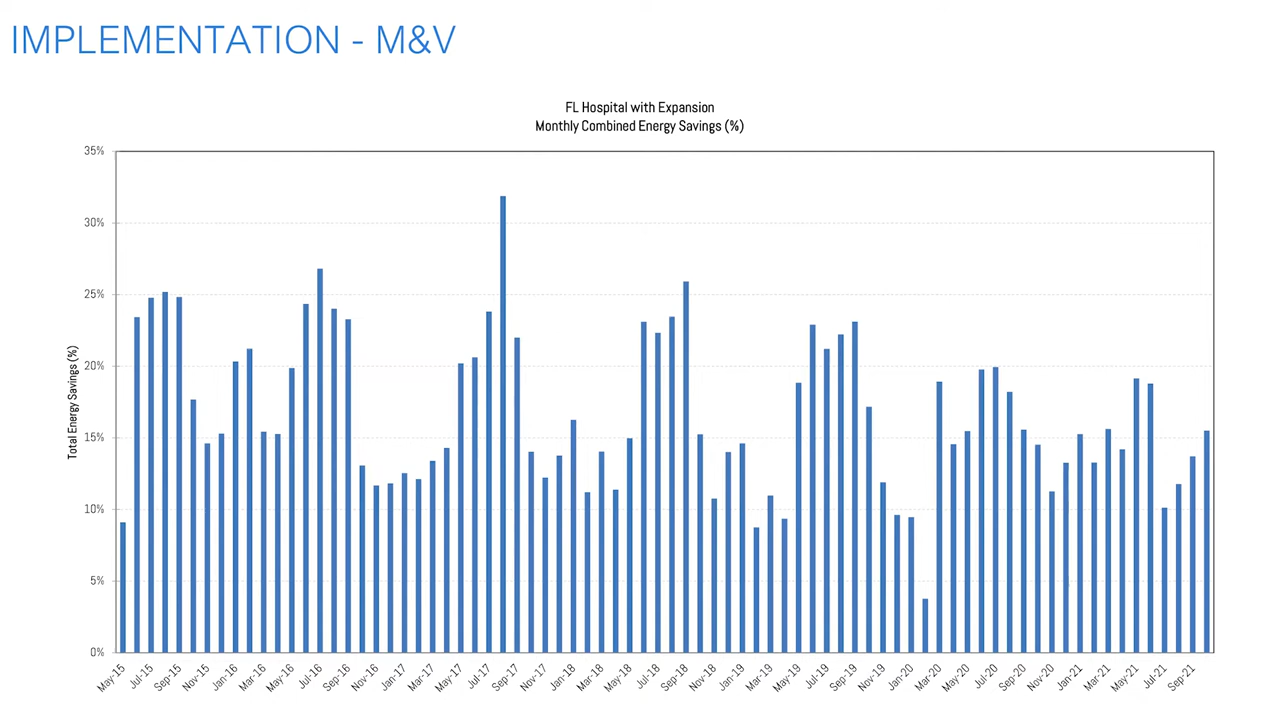 IMPLEMENTATION - M&V
FL Hospital with Expansion
Monthly Combined Energy Savings (%)
Total Energy Savings (%)
35%
30%
25%
20%
15%
10%
5%
0%
May-15
Jul-15
Sep-15
Nov-15
Jan-16
Mar-16
May-16
Jul-16
Sep-16
Nov-16
Jan-17
Mar-17
May-17
Jul-17
Sep-17
Nov-17
Jan-18
Mar-18
May-18
Jul-18
Sep-18
Nov-18
Jan-19
Mar-19
May-19
Jul-19
Sep-19
Nov-19
Jan-20
Mar-20
May-20
Jul-20
Sep-20
Nov-20
Jan-21
Mar-21
May-21
Jul-21
Sep-21